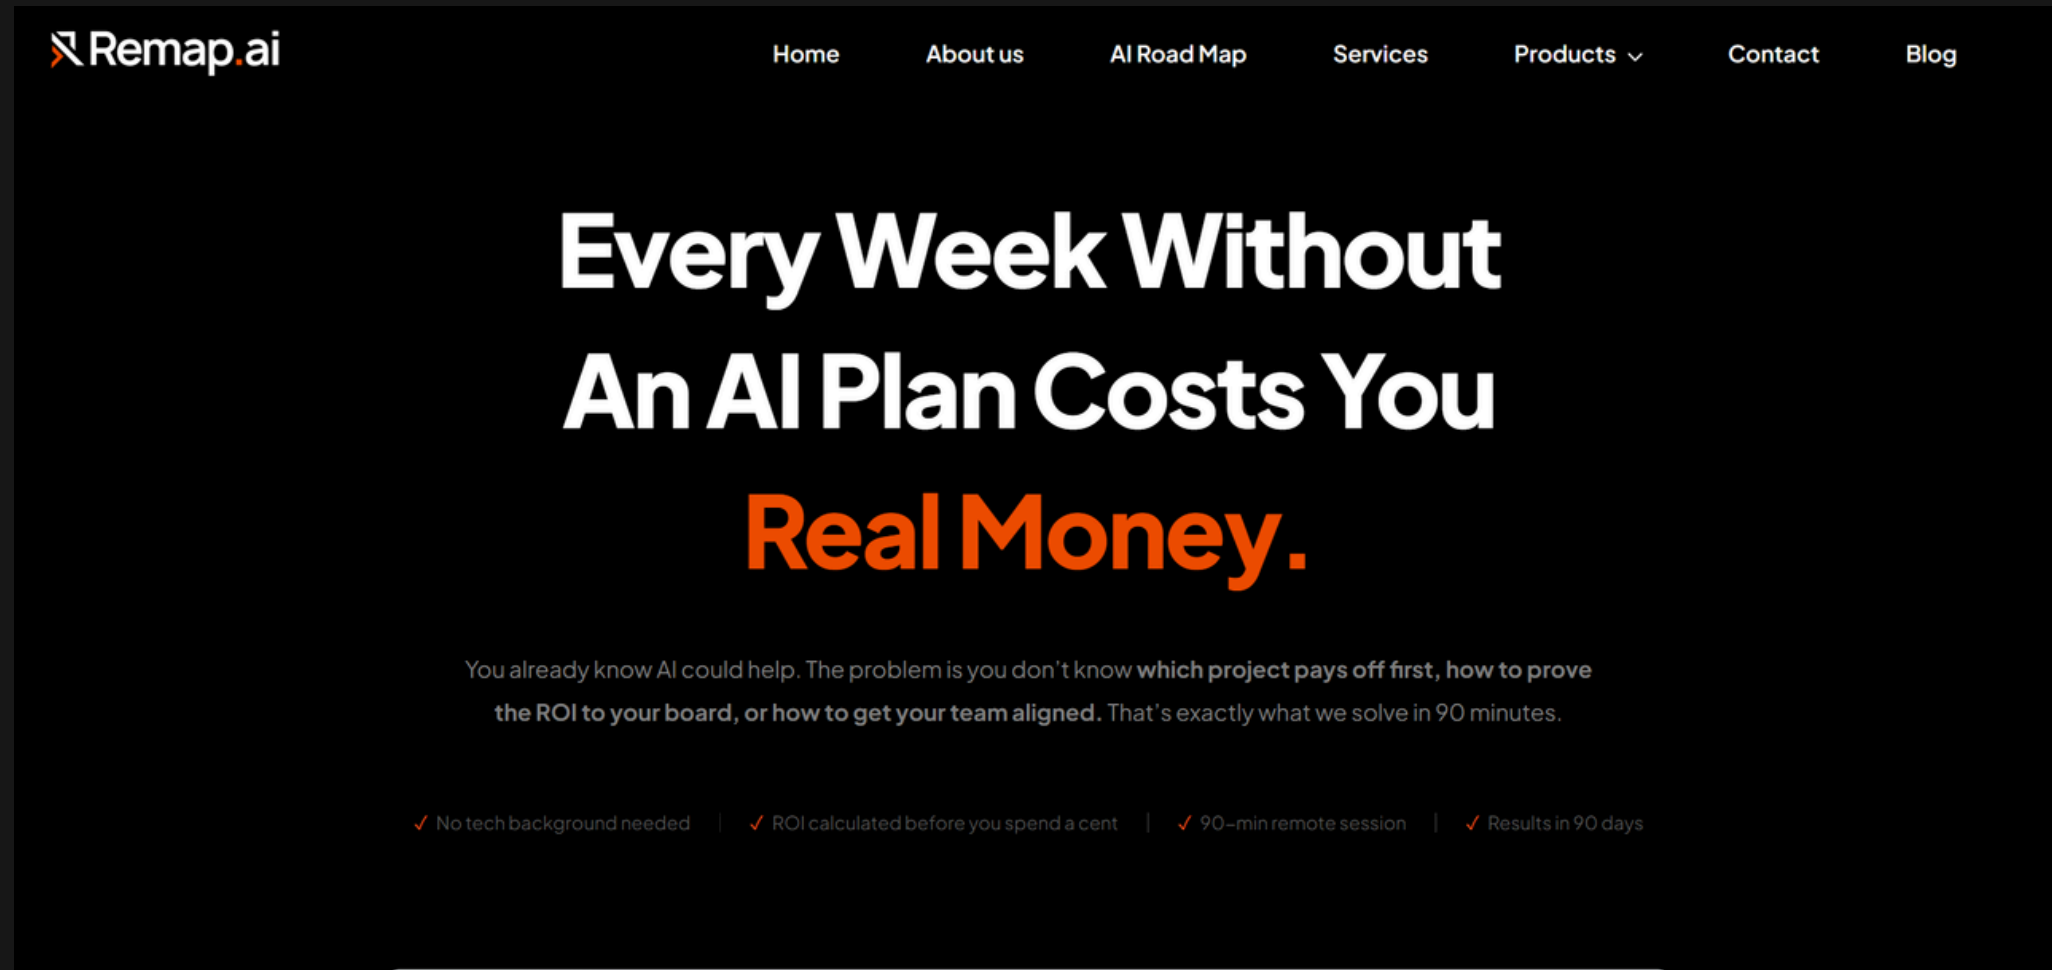 Remap.ai
Home About us AI Road Map Services Products Contact Blog
Every Week Without
An AI Plan Costs You
Real Money.
You already know AI could help. The problem is you don't know which project pays off first, how to prove
the ROI to your board, or how to get your team aligned. That's exactly what we solve in 90 minutes.
✓ No tech background needed | ✓ ROI calculated before you spend a cent | ✓ 90-min remote session | ✓ Results in 90 days